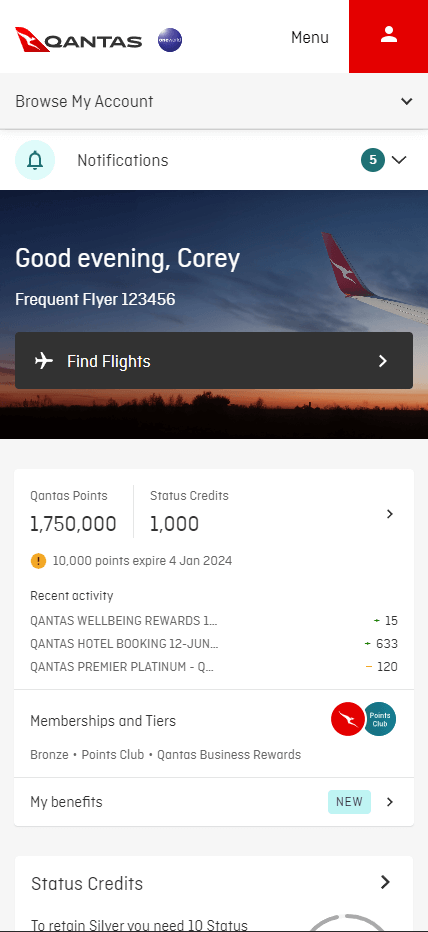 QANTAS
oneworld
Menu
Browse My Account
Notifications
5
Good evening, Corey
Frequent Flyer 123456
Find Flights
Qantas Points
Status Credits
1,750,000
1,000
10,000 points expire 4 Jan 2024
Recent activity
QANTAS WELLBEING REWARDS 1... + 15
QANTAS HOTEL BOOKING 12-JUN... + 633
QANTAS PREMIER PLATINUM - Q... − 120
Memberships and Tiers
Points Club
Bronze • Points Club • Qantas Business Rewards
My benefits
NEW
Status Credits
To retain Silver you need 10 Status